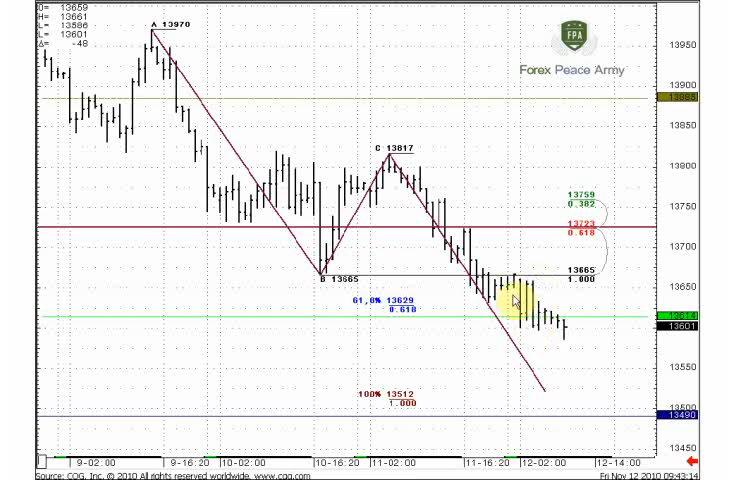 O= 13659
H= 13661
L= 13586
L= 13601
Δ= -48
A 13970
FPA
Forex Peace Army
13950
13900
13885
13850
C 13817
13800
13759
0.382
13750
13723
0.618
13700
B 13665
13665
1.000
13650
61,8% 13629
0.618
13614
13601
13550
100% 13512
1.000
13500
13490
13450
9-02:00 9-16:20 10-02:00 10-16:20 11-02:00 11-16:20 12-02:00 12-14:00
Source: CQG, Inc. © 2010 All rights reserved worldwide. www.cqg.com Fri Nov 12 2010 09:43:14